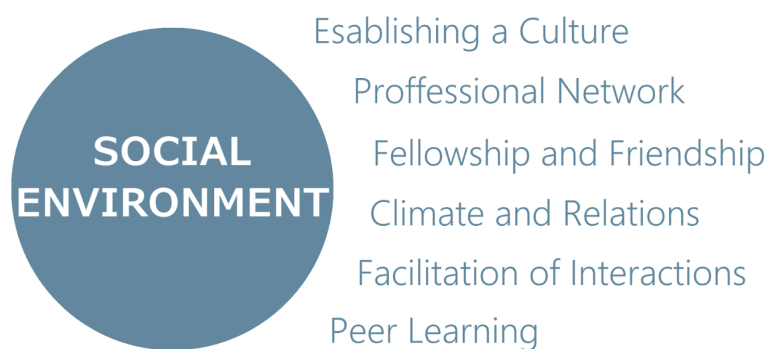 SOCIAL
ENVIRONMENT
Esablishing a Culture
Proffessional Network
Fellowship and Friendship
Climate and Relations
Facilitation of Interactions
Peer Learning